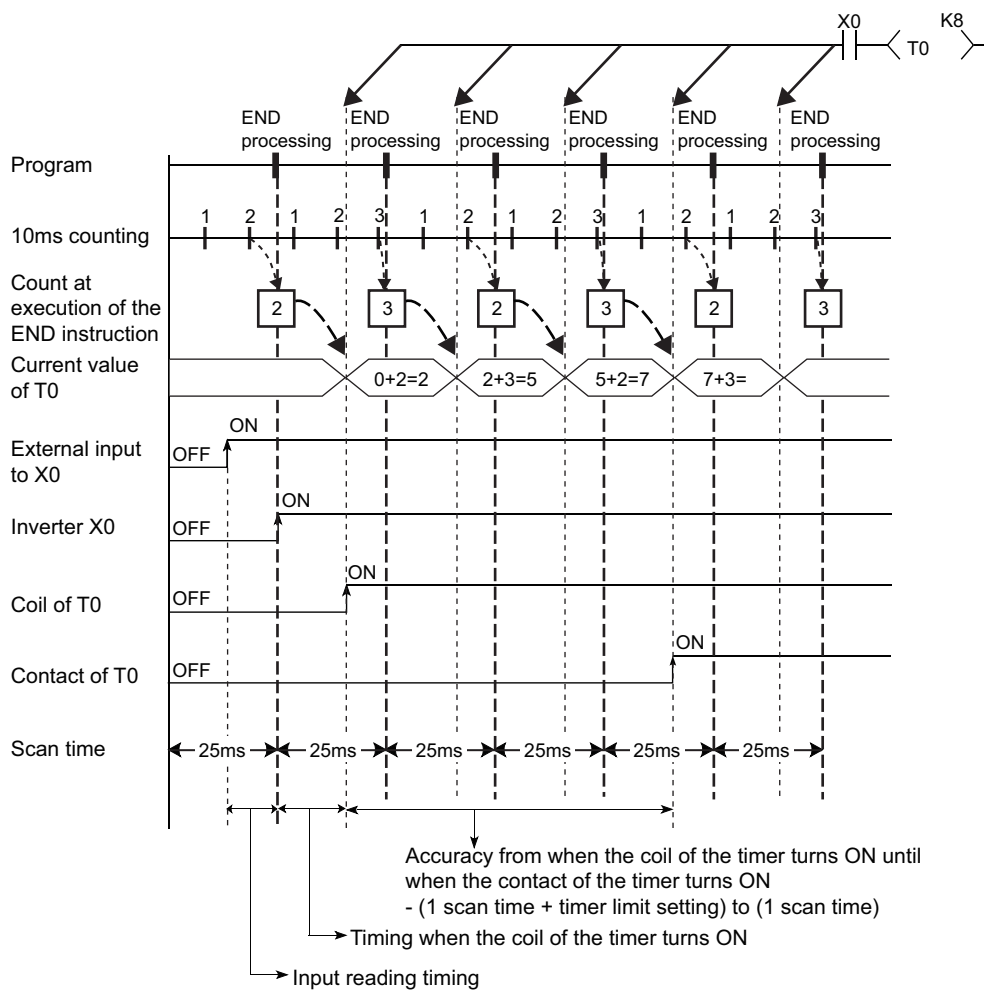 X0 K8
T0
END processing END processing END processing END processing END processing END processing
Program
1 2 1 2 3 1 2 1 2 3 1 2 1 2 3
10ms counting
Count at
execution of the
END instruction
2 3 2 3 2 3
Current value
of T0
0+2=2 2+3=5 5+2=7 7+3=
External input
to X0
OFF ON
Inverter X0
OFF ON
Coil of T0
OFF ON
Contact of T0
OFF ON
Scan time
25ms 25ms 25ms 25ms 25ms 25ms
Accuracy from when the coil of the timer turns ON until
when the contact of the timer turns ON
- (1 scan time + timer limit setting) to (1 scan time)
Timing when the coil of the timer turns ON
Input reading timing